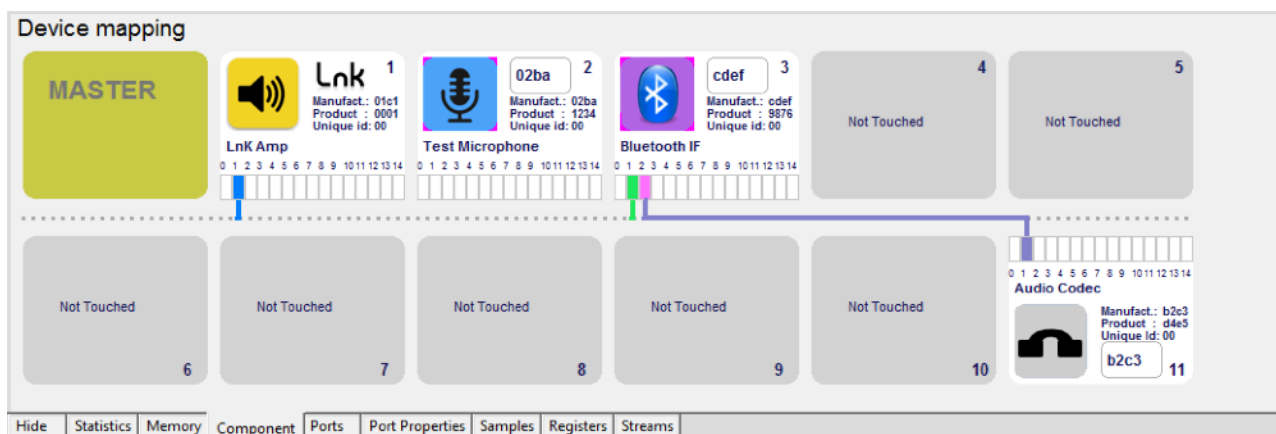 Device mapping
MASTER
Lnk 1
Manufact.: 01c1
Product : 0001
Unique id: 00
LnK Amp
0 1 2 3 4 5 6 7 8 9 10 11 12 13 14
02ba 2
Manufact.: 02ba
Product : 1234
Unique id: 00
Test Microphone
0 1 2 3 4 5 6 7 8 9 10 11 12 13 14
cdef 3
Manufact.: cdef
Product : 9876
Unique id: 00
Bluetooth IF
0 1 2 3 4 5 6 7 8 9 10 11 12 13 14
4
Not Touched
5
Not Touched
Not Touched
6
Not Touched
7
Not Touched
8
Not Touched
9
Not Touched
10
0 1 2 3 4 5 6 7 8 9 10 11 12 13 14
Audio Codec
Manufact.: b2c3
Product : d4e5
Unique Id: 00
b2c3 11
Hide Statistics Memory Component Ports Port Properties Samples Registers Streams